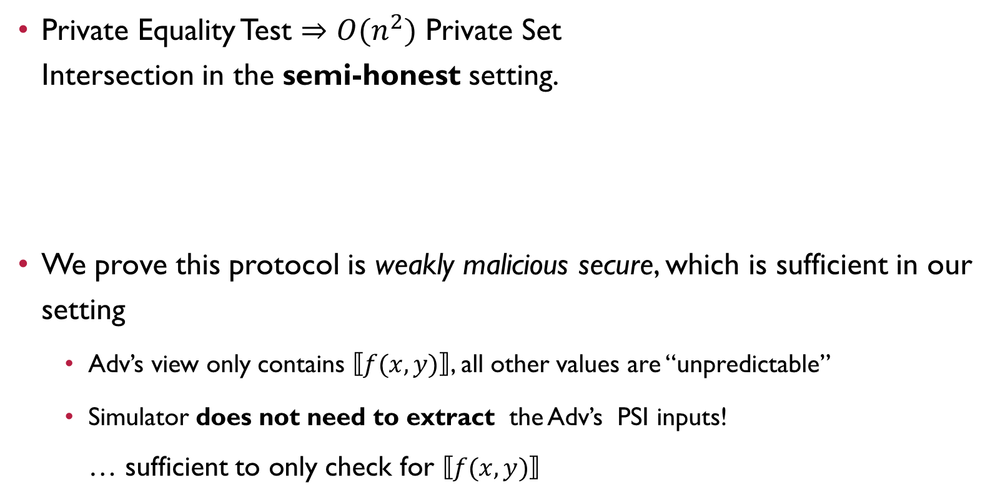 • Private Equality Test ⇒ O(n²) Private Set
Intersection in the semi-honest setting.
• We prove this protocol is weakly malicious secure, which is sufficient in our
setting
• Adv’s view only contains ⟦f(x, y)⟧, all other values are “unpredictable”
• Simulator does not need to extract the Adv’s PSI inputs!
… sufficient to only check for ⟦f(x, y)⟧